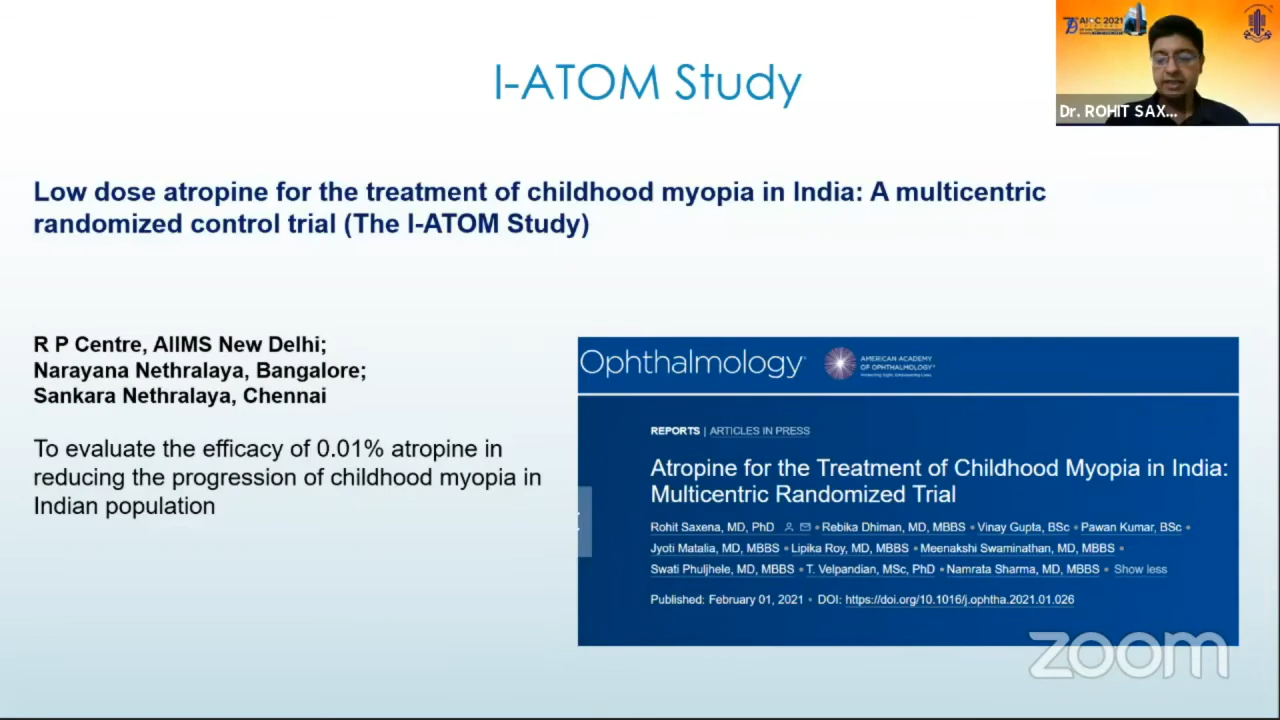 I-ATOM Study
AIOC 2021
Dr. ROHIT SAX...
Low dose atropine for the treatment of childhood myopia in India: A multicentric
randomized control trial (The I-ATOM Study)
R P Centre, AIIMS New Delhi;
Narayana Nethralaya, Bangalore;
Sankara Nethralaya, Chennai
To evaluate the efficacy of 0.01% atropine in
reducing the progression of childhood myopia in
Indian population
Ophthalmology
AMERICAN ACADEMY
OF OPHTHALMOLOGY
REPORTS | ARTICLES IN PRESS
Atropine for the Treatment of Childhood Myopia in India:
Multicentric Randomized Trial
Rohit Saxena, MD, PhD • Rebika Dhiman, MD, MBBS • Vinay Gupta, BSc • Pawan Kumar, BSc •
Jyoti Matalia, MD, MBBS • Lipika Roy, MD, MBBS • Meenakshi Swaminathan, MD, MBBS •
Swati Phuljhele, MD, MBBS • T. Velpandian, MSc, PhD • Namrata Sharma, MD, MBBS • Show less
Published: February 01, 2021 • DOI: https://doi.org/10.1016/j.ophtha.2021.01.026
zoom